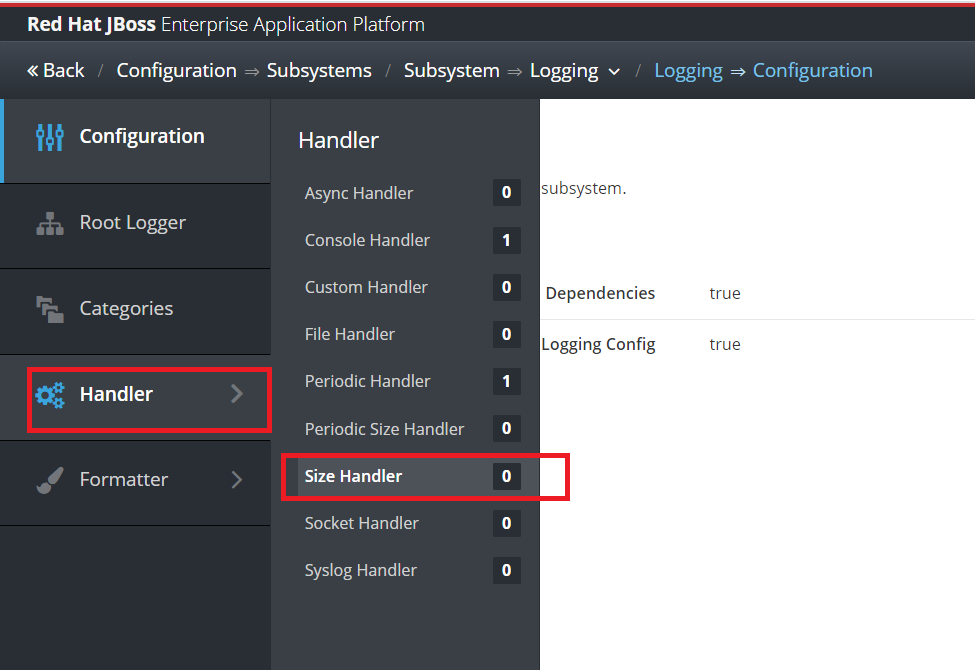 Red Hat JBoss Enterprise Application Platform
« Back / Configuration ⇒ Subsystems / Subsystem ⇒ Logging / Logging ⇒ Configuration
Configuration
Root Logger
Categories
Handler
Formatter
Handler
Async Handler 0
Console Handler 1
Custom Handler 0
File Handler 0
Periodic Handler 1
Periodic Size Handler 0
Size Handler 0
Socket Handler 0
Syslog Handler 0
subsystem.
Dependencies true
Logging Config true